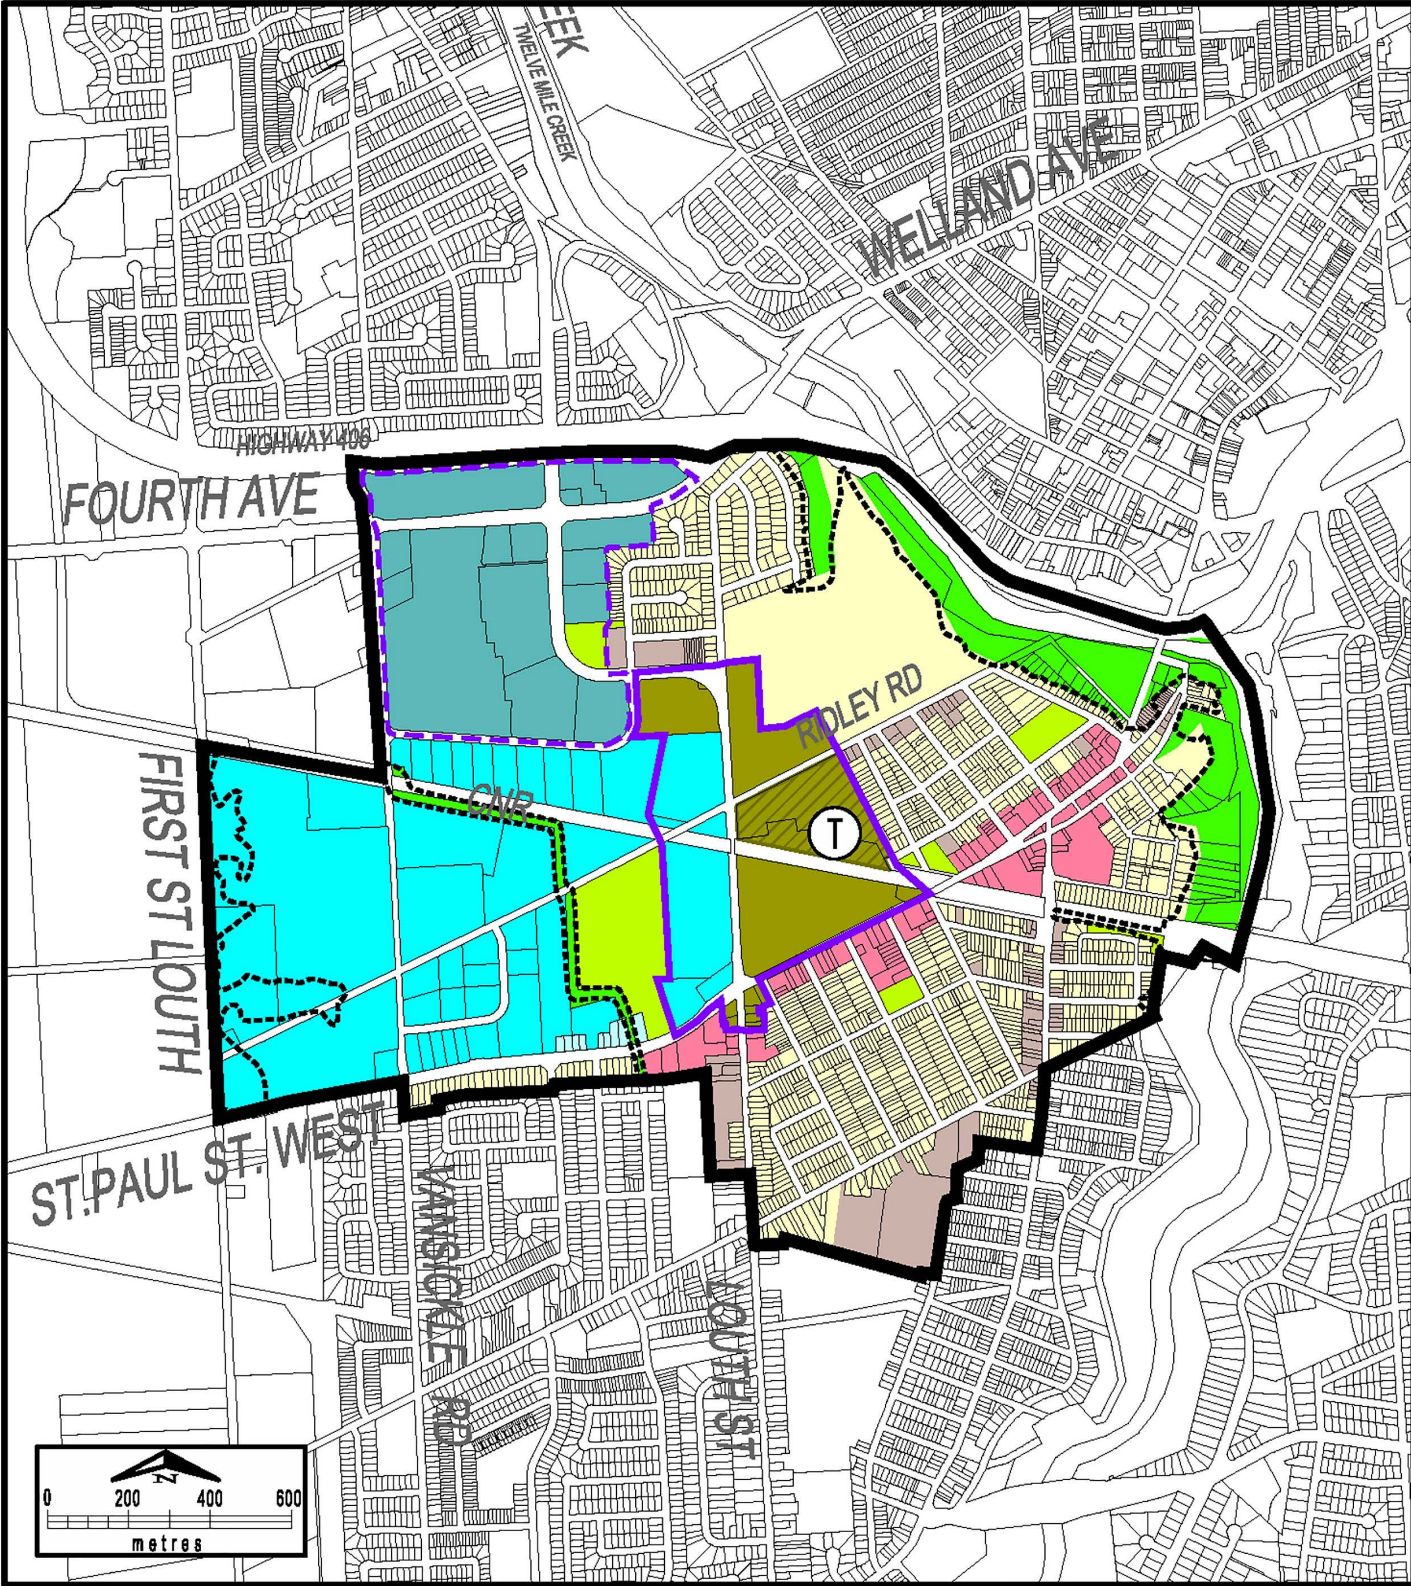 EEK
TWELVE MILE CREEK
WELLAND AVE
HIGHWAY 406
FOURTH AVE
RIDLEY RD
FIRST ST LOUTH
CNR
T
ST.PAUL ST. WEST
VANSICKLE RD
LOUTH ST
N
0 200 400 600
metres